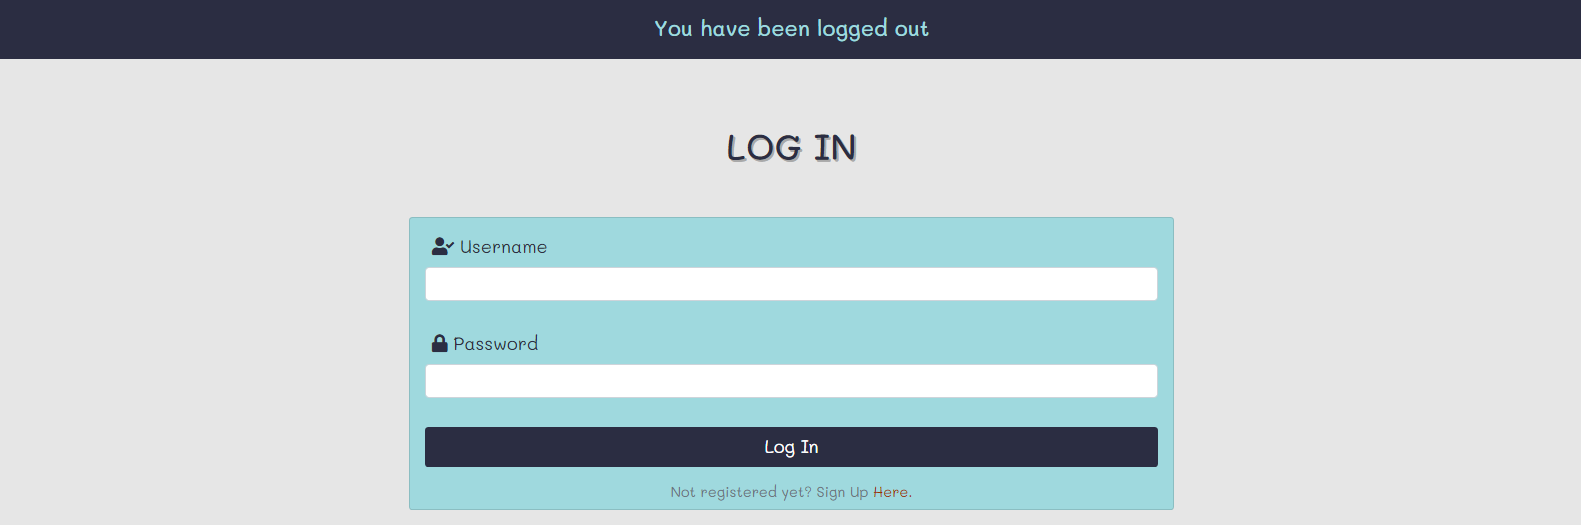 You have been logged out
LOG IN
Username
Password
Log In
Not registered yet? Sign Up Here.